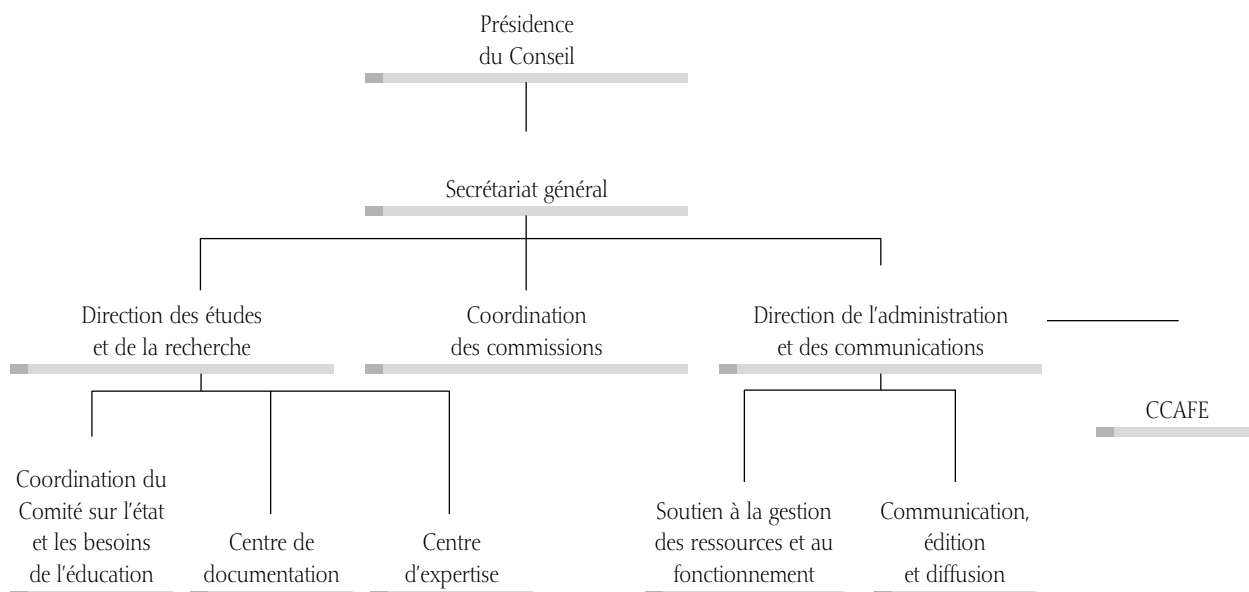 Présidence
du Conseil
Secrétariat général
Direction des études
et de la recherche
Coordination
des commissions
Direction de l'administration
et des communications
CCAFE
Coordination du
Comité sur l'état
et les besoins
de l'éducation
Centre de
documentation
Centre
d'expertise
Soutien à la gestion
des ressources et au
fonctionnement
Communication,
édition
et diffusion